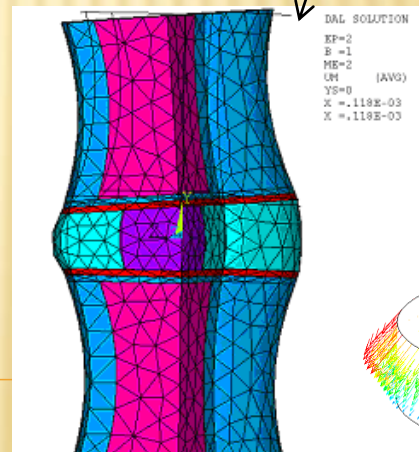 DAL SOLUTION
EP=2
B =1
ME=2
UM (AVG)
YS=0
X =.118E-03
X =.118E-03
Y